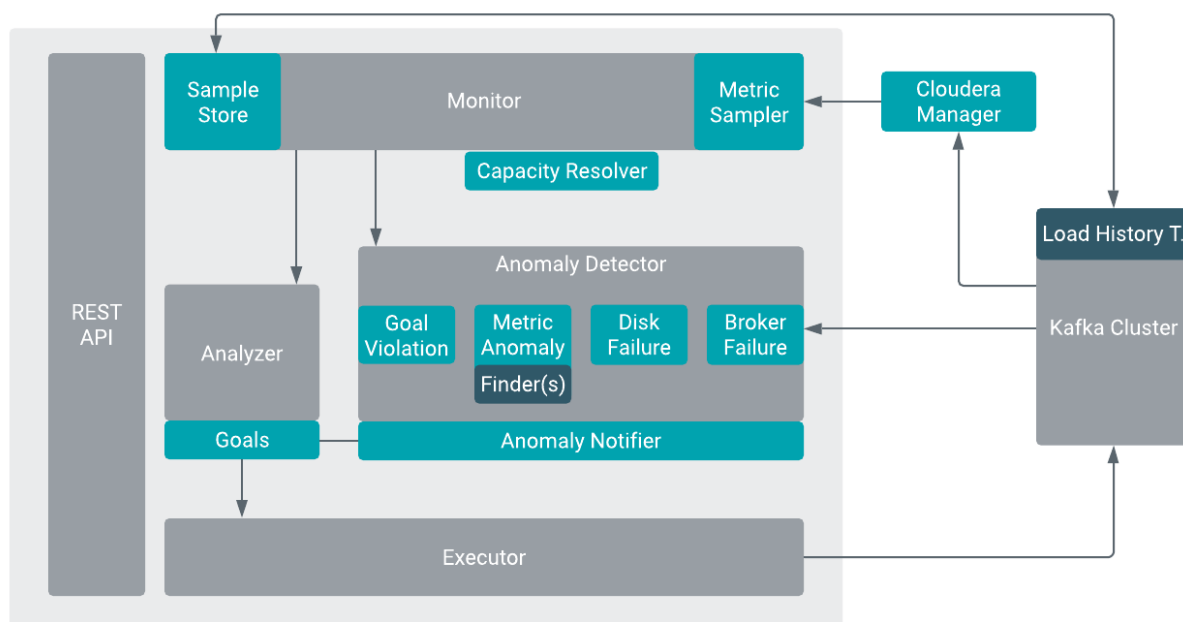 Sample
Store
Monitor
Metric
Sampler
Cloudera
Manager
Capacity Resolver
Load History T.
REST
API
Analyzer
Anomaly Detector
Goal
Violation
Metric
Anomaly
Finder(s)
Disk
Failure
Broker
Failure
Kafka Cluster
Goals
Anomaly Notifier
Executor